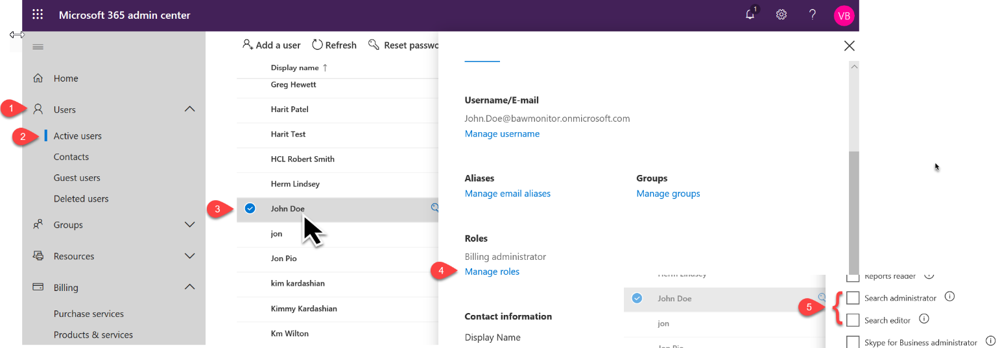 Microsoft 365 admin center
1
?
VB
Add a user
Refresh
Reset passwo
Display name ↑
Home
1
Users
2
Active users
Contacts
Guest users
Deleted users
Groups
Resources
Billing
Purchase services
Products & services
Greg Hewett
Harit Patel
Harit Test
HCL Robert Smith
Herm Lindsey
3
John Doe
jon
Jon Pio
kim kardashian
Kimmy Kardashian
Km Wilton
Username/E-mail
John.Doe@bawmonitor.onmicrosoft.com
Manage username
Aliases
Manage email aliases
Groups
Manage groups
Roles
Billing administrator
4
Manage roles
Contact information
Display Name
Herm Lindsey
John Doe
jon
Jon Pio
Reports reader
5
Search administrator
Search editor
Skype for Business administrator